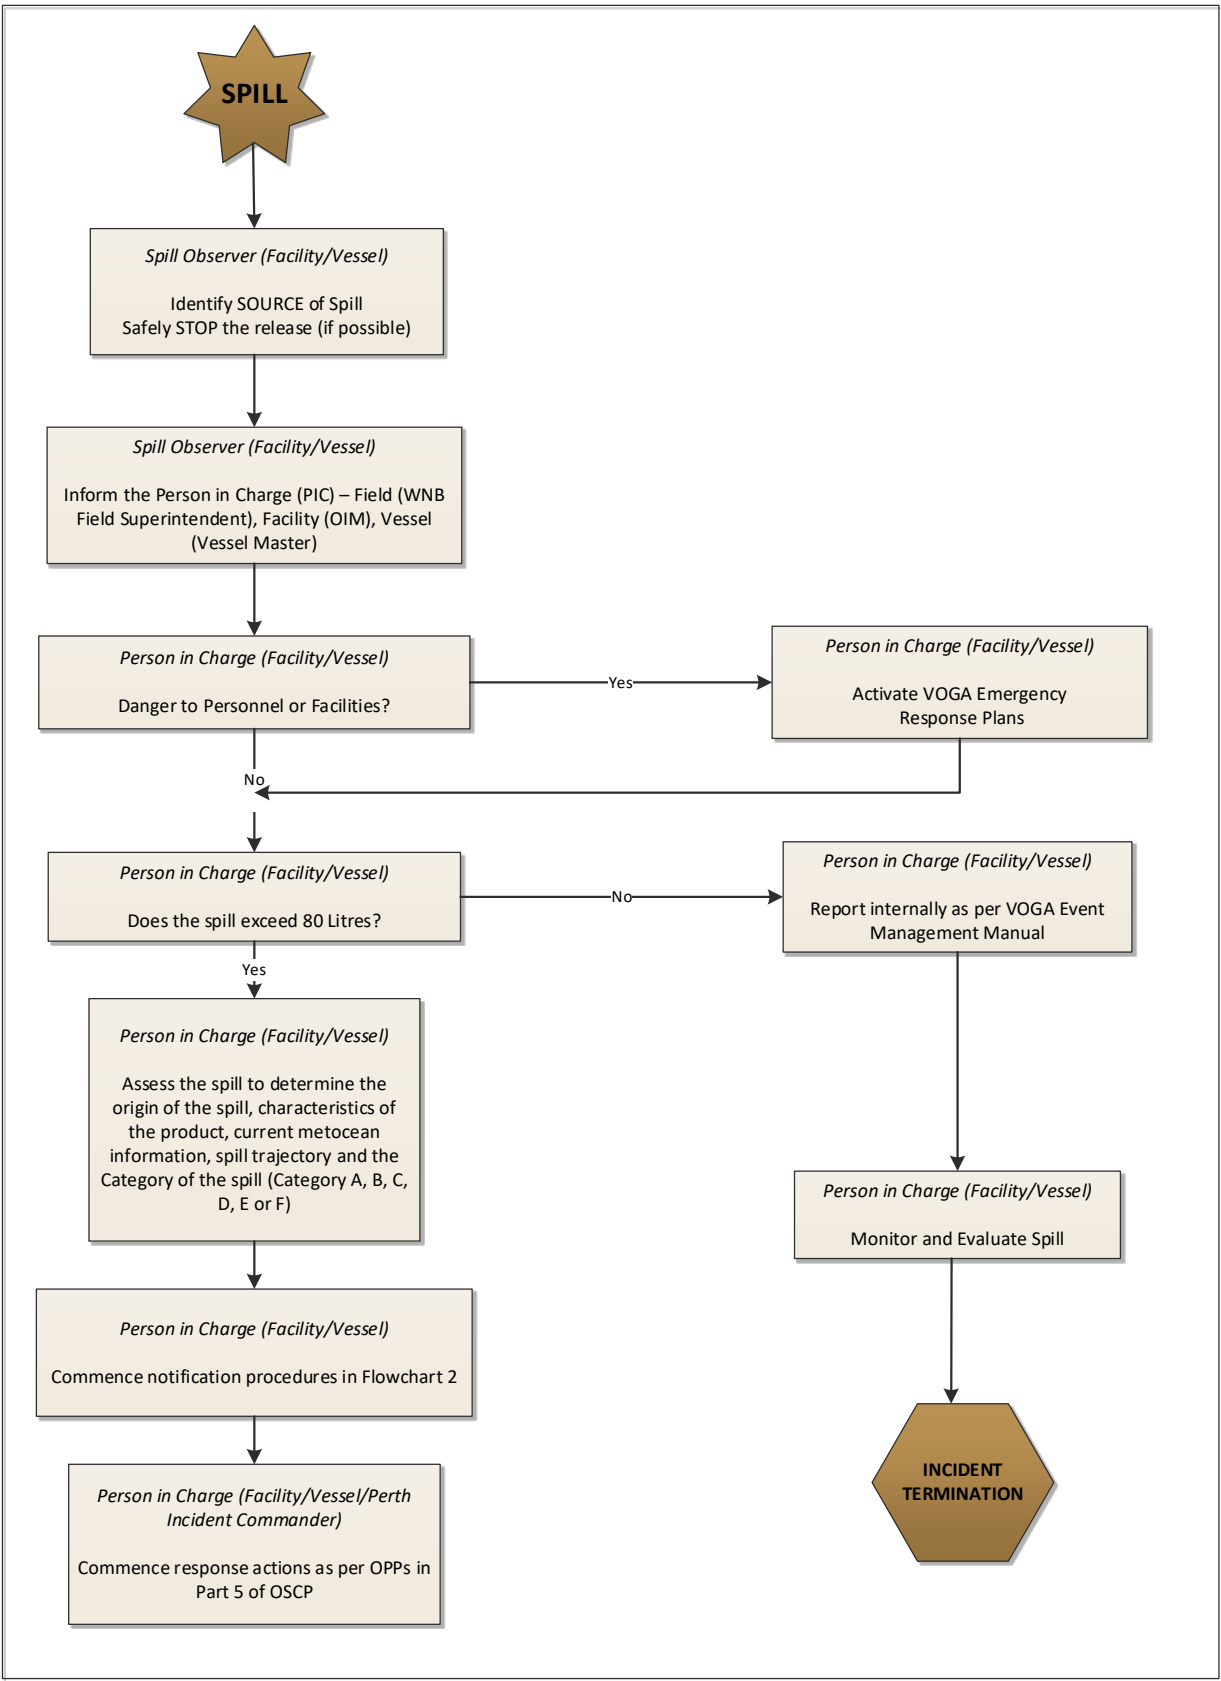 SPILL
Spill Observer (Facility/Vessel)
Identify SOURCE of Spill
Safely STOP the release (if possible)
Spill Observer (Facility/Vessel)
Inform the Person in Charge (PIC) – Field (WNB
Field Superintendent), Facility (OIM), Vessel
(Vessel Master)
Person in Charge (Facility/Vessel)
Danger to Personnel or Facilities?
Yes
Person in Charge (Facility/Vessel)
Activate VOGA Emergency
Response Plans
No
Person in Charge (Facility/Vessel)
Does the spill exceed 80 Litres?
No
Person in Charge (Facility/Vessel)
Report internally as per VOGA Event
Management Manual
Yes
Person in Charge (Facility/Vessel)
Assess the spill to determine the
origin of the spill, characteristics of
the product, current metocean
information, spill trajectory and the
Category of the spill (Category A, B, C,
D, E or F)
Person in Charge (Facility/Vessel)
Monitor and Evaluate Spill
Person in Charge (Facility/Vessel)
Commence notification procedures in Flowchart 2
INCIDENT
TERMINATION
Person in Charge (Facility/Vessel/Perth
Incident Commander)
Commence response actions as per OPPs in
Part 5 of OSCP